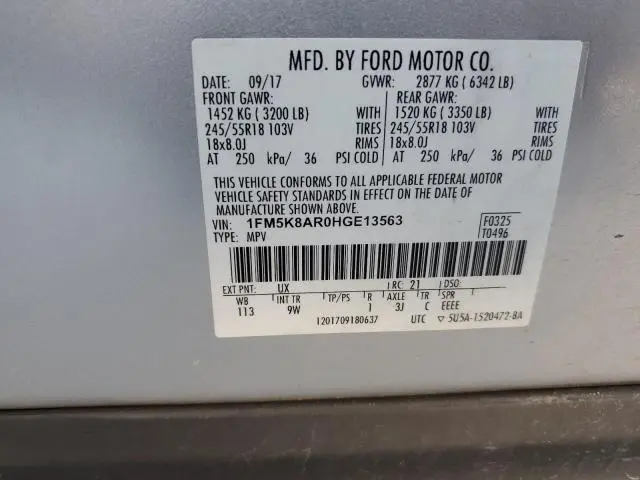 MFD. BY FORD MOTOR CO.
DATE: 09/17 GVWR: 2877 KG ( 6342 LB)
FRONT GAWR: REAR GAWR:
1452 KG ( 3200 LB) WITH 1520 KG ( 3350 LB) WITH
245/55R18 103V TIRES 245/55R18 103V TIRES
18x8.0J RIMS 18x8.0J RIMS
AT 250 kPa/ 36 PSI COLD AT 250 kPa/ 36 PSI COLD
THIS VEHICLE CONFORMS TO ALL APPLICABLE FEDERAL MOTOR
VEHICLE SAFETY STANDARDS IN EFFECT ON THE DATE OF
MANUFACTURE SHOWN ABOVE.
VIN: 1FM5K8AR0HGE13563 F0325
TYPE: MPV T0496
EXT PNT: UX RC: 21 DSO:
WB INT TR TP/PS R AXLE TR SPR
113 9W 1 3J C EEEE
1201709180637 UTC ▽ 5U5A-1520472-BA